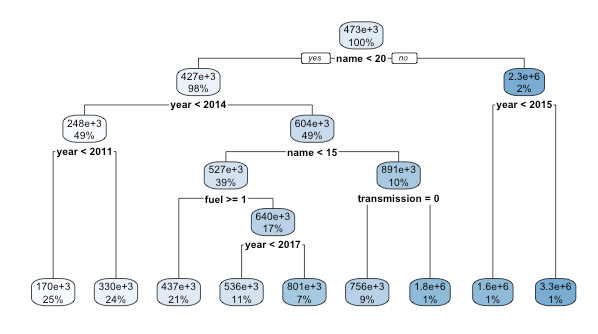 473e+3
100%
yes name < 20 no
427e+3
98%
2.3e+6
2%
year < 2014
year < 2015
248e+3
49%
604e+3
49%
year < 2011
name < 15
527e+3
39%
891e+3
10%
fuel >= 1
transmission = 0
640e+3
17%
year < 2017
170e+3
25%
330e+3
24%
437e+3
21%
536e+3
11%
801e+3
7%
756e+3
9%
1.8e+6
1%
1.6e+6
1%
3.3e+6
1%